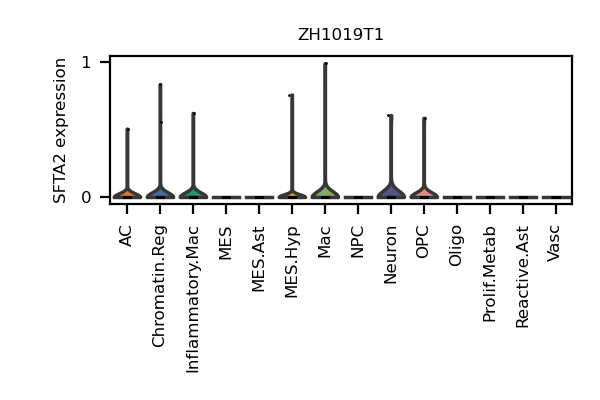 ZH1019T1
SFTA2 expression
1
0
AC
Chromatin.Reg
Inflammatory.Mac
MES
MES.Ast
MES.Hyp
Mac
NPC
Neuron
OPC
Oligo
Prolif.Metab
Reactive.Ast
Vasc